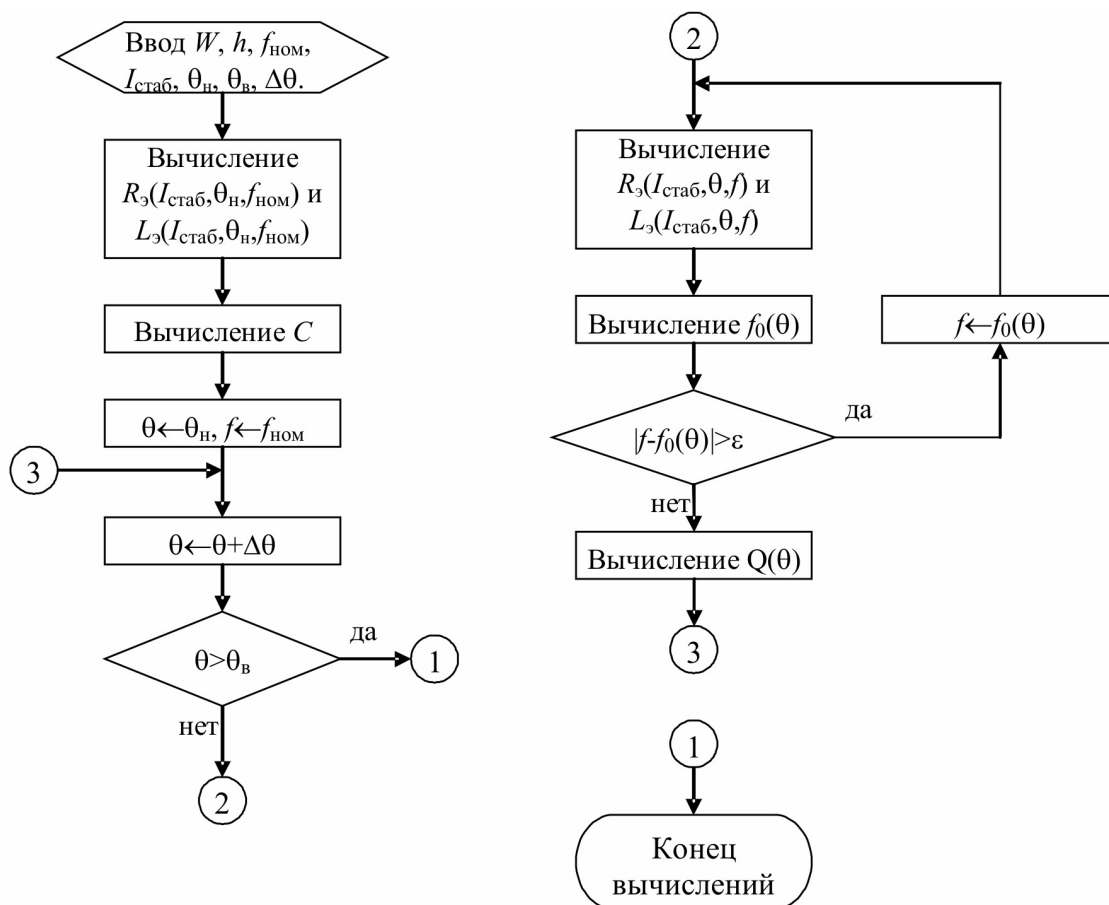 Ввод W, h, fном,
Iстаб, θн, θв, Δθ.
Вычисление
Rэ(Iстаб,θн,fном) и
Lэ(Iстаб,θн,fном)
Вычисление C
θ←θн, f←fном
3
θ←θ+Δθ
θ>θв
да
1
нет
2
2
Вычисление
Rэ(Iстаб,θ,f) и
Lэ(Iстаб,θ,f)
Вычисление f0(θ)
f←f0(θ)
|f-f0(θ)|>ε
да
нет
Вычисление Q(θ)
3
1
Конец
вычислений